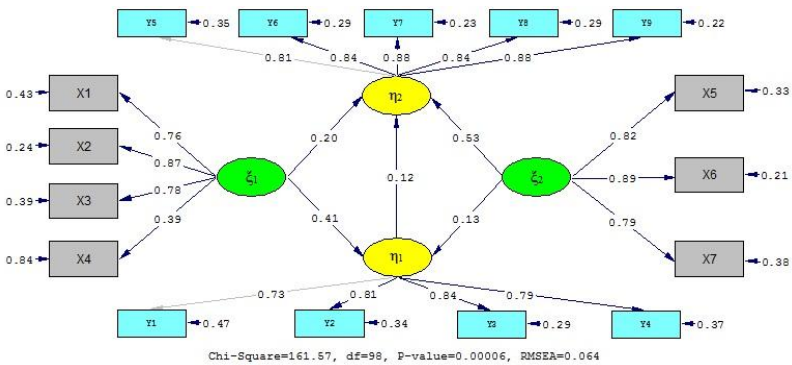 Y5 0.35 Y6 0.29 Y7 0.23 Y8 0.29 Y9 0.22
0.81 0.84 0.88 0.84 0.88
0.43 X1 η2 X5 0.33
0.76 0.20 0.53 0.82
0.24 X2
0.87
ξ1 0.12 ξ2 0.89 X6 0.21
0.39 X3 0.78
0.39 0.41 0.13 0.79
0.84 X4 η1 X7 0.38
0.73 0.81 0.84 0.79
Y1 0.47 Y2 0.34 Y3 0.29 Y4 0.37
Chi-Square=161.57, df=98, P-value=0.00006, RMSEA=0.064